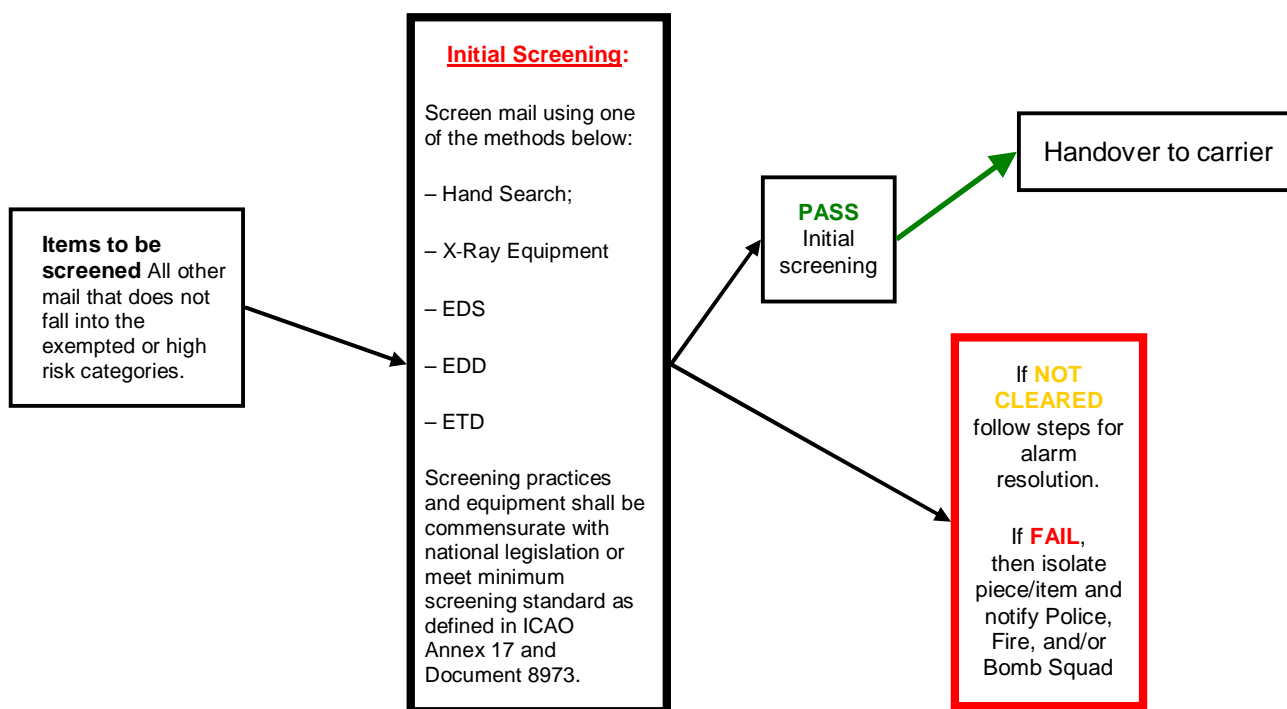 Items to be
screened All other
mail that does not
fall into the
exempted or high
risk categories.
Initial Screening:
Screen mail using one
of the methods below:
– Hand Search;
– X-Ray Equipment
– EDS
– EDD
– ETD
Screening practices
and equipment shall be
commensurate with
national legislation or
meet minimum
screening standard as
defined in ICAO
Annex 17 and
Document 8973.
PASS
Initial
screening
Handover to carrier
If NOT
CLEARED
follow steps for
alarm
resolution.
If FAIL,
then isolate
piece/item and
notify Police,
Fire, and/or
Bomb Squad